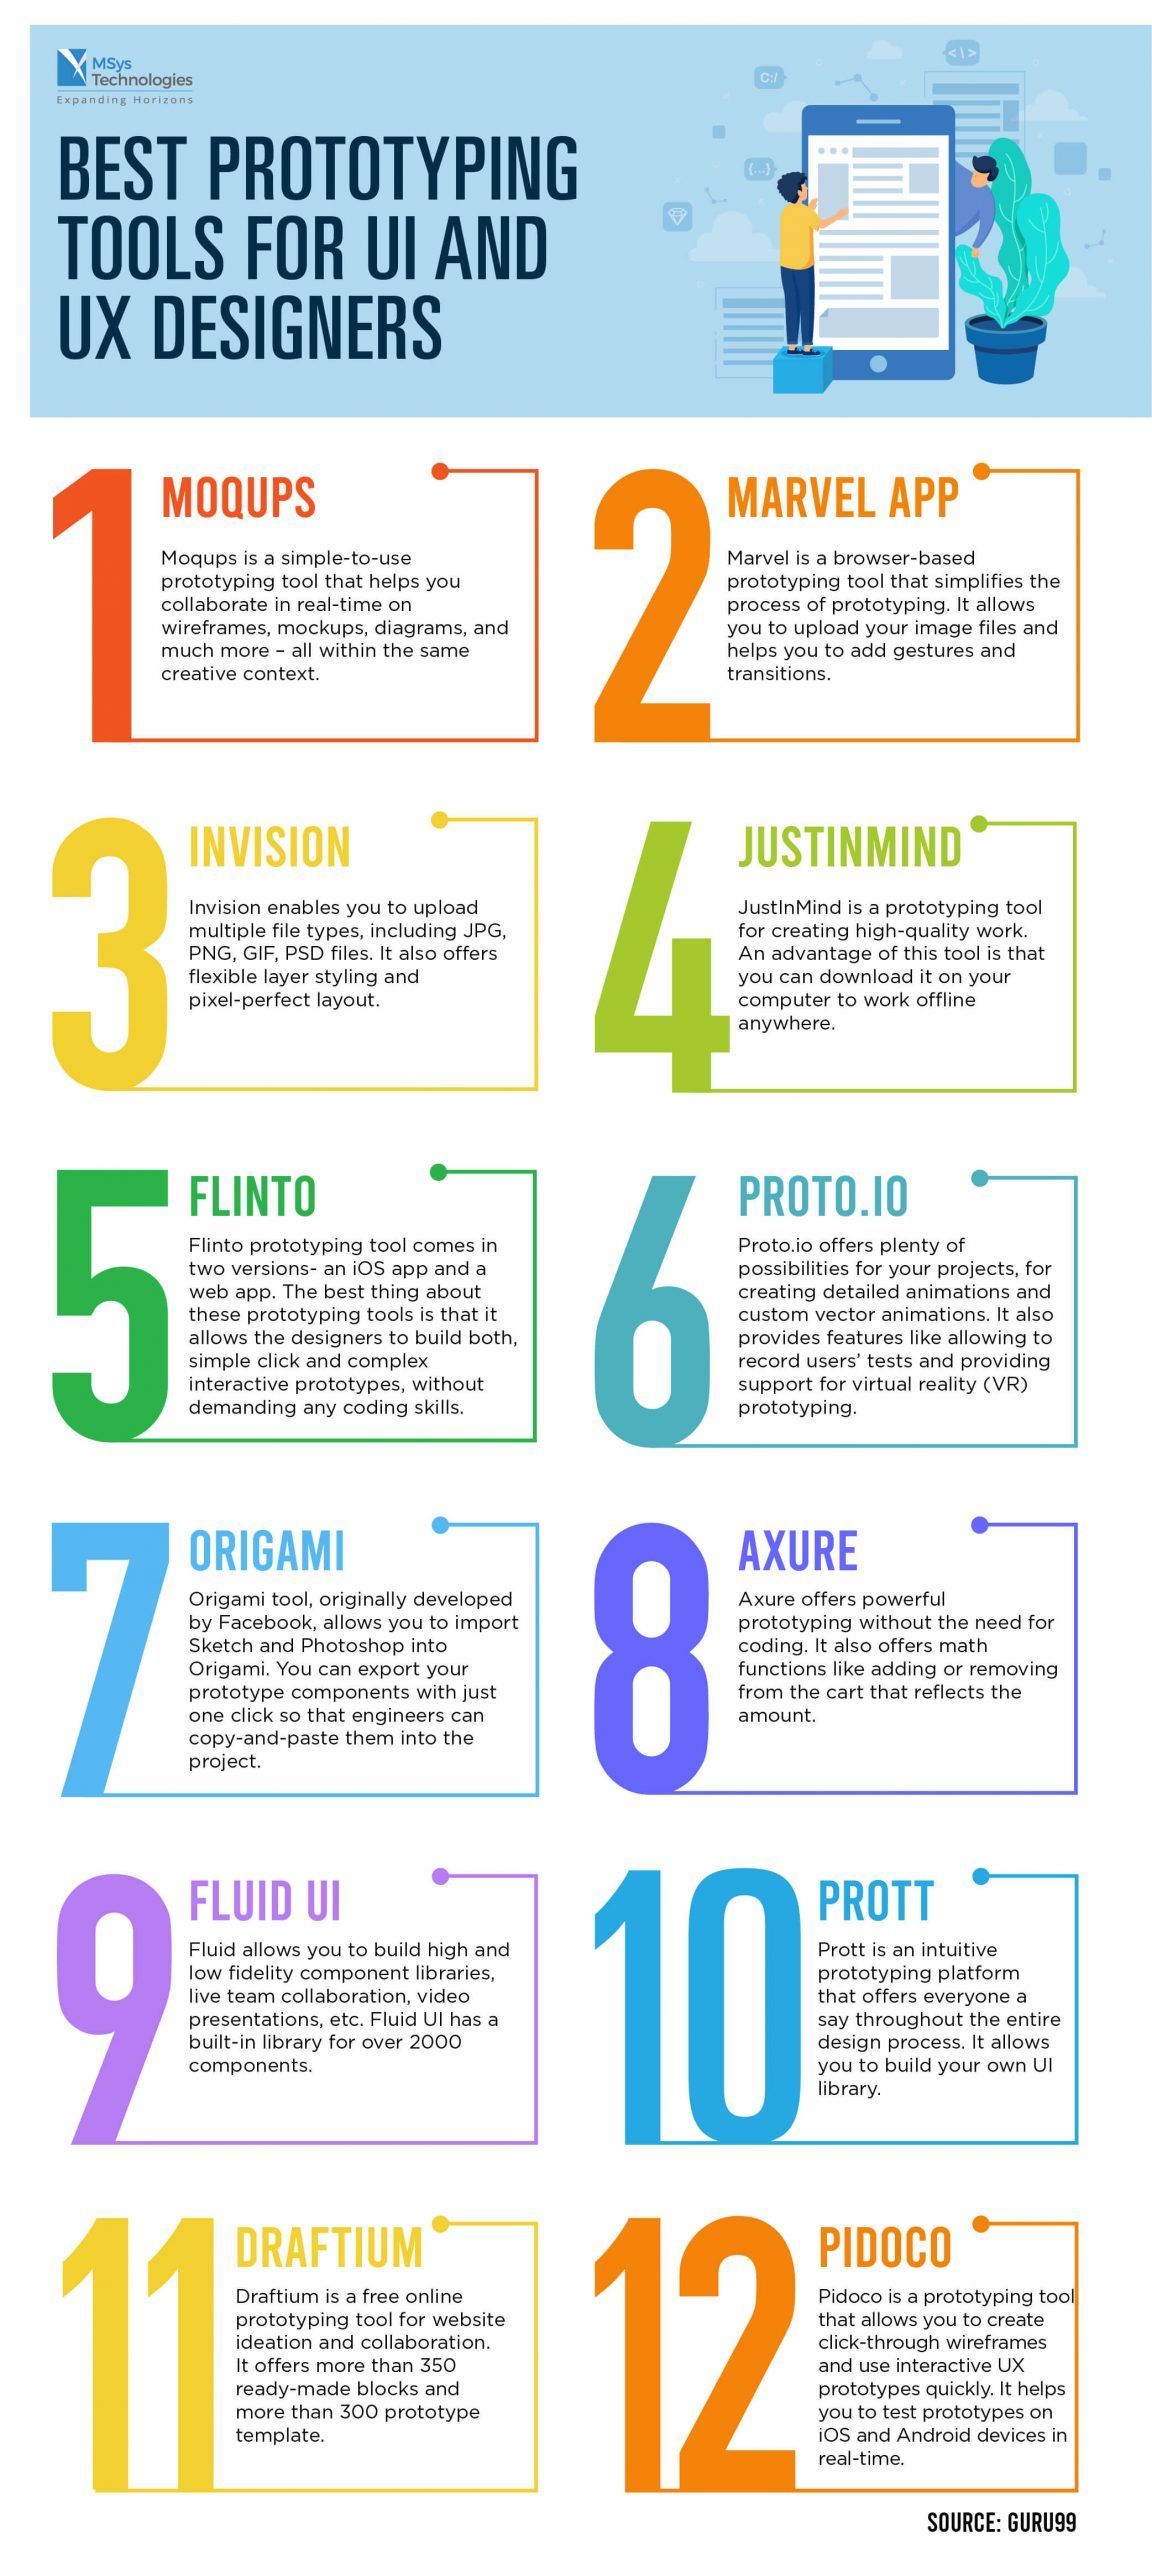 MSys
Technologies
Expanding Horizons
BEST PROTOTYPING
TOOLS FOR UI AND
UX DESIGNERS
C:/
<\>
{...}
1
MOQUPS
Moqups is a simple-to-use
prototyping tool that helps you
collaborate in real-time on
wireframes, mockups, diagrams, and
much more – all within the same
creative context.
2
MARVEL APP
Marvel is a browser-based
prototyping tool that simplifies the
process of prototyping. It allows
you to upload your image files and
helps you to add gestures and
transitions.
3
INVISION
Invision enables you to upload
multiple file types, including JPG,
PNG, GIF, PSD files. It also offers
flexible layer styling and
pixel-perfect layout.
4
JUSTINMIND
JustInMind is a prototyping tool
for creating high-quality work.
An advantage of this tool is that
you can download it on your
computer to work offline
anywhere.
5
FLINTO
Flinto prototyping tool comes in
two versions- an iOS app and a
web app. The best thing about
these prototyping tools is that it
allows the designers to build both,
simple click and complex
interactive prototypes, without
demanding any coding skills.
6
PROTO.IO
Proto.io offers plenty of
possibilities for your projects, for
creating detailed animations and
custom vector animations. It also
provides features like allowing to
record users’ tests and providing
support for virtual reality (VR)
prototyping.
7
ORIGAMI
Origami tool, originally developed
by Facebook, allows you to import
Sketch and Photoshop into
Origami. You can export your
prototype components with just
one click so that engineers can
copy-and-paste them into the
project.
8
AXURE
Axure offers powerful
prototyping without the need for
coding. It also offers math
functions like adding or removing
from the cart that reflects the
amount.
9
FLUID UI
Fluid allows you to build high and
low fidelity component libraries,
live team collaboration, video
presentations, etc. Fluid UI has a
built-in library for over 2000
components.
10
PROTT
Prott is an intuitive
prototyping platform
that offers everyone a
say throughout the entire
design process. It allows
you to build your own UI
library.
11
DRAFTIUM
Draftium is a free online
prototyping tool for website
ideation and collaboration.
It offers more than 350
ready-made blocks and
more than 300 prototype
template.
12
PIDOCO
Pidoco is a prototyping tool
that allows you to create
click-through wireframes
and use interactive UX
prototypes quickly. It helps
you to test prototypes on
iOS and Android devices in
real-time.
SOURCE: GURU99